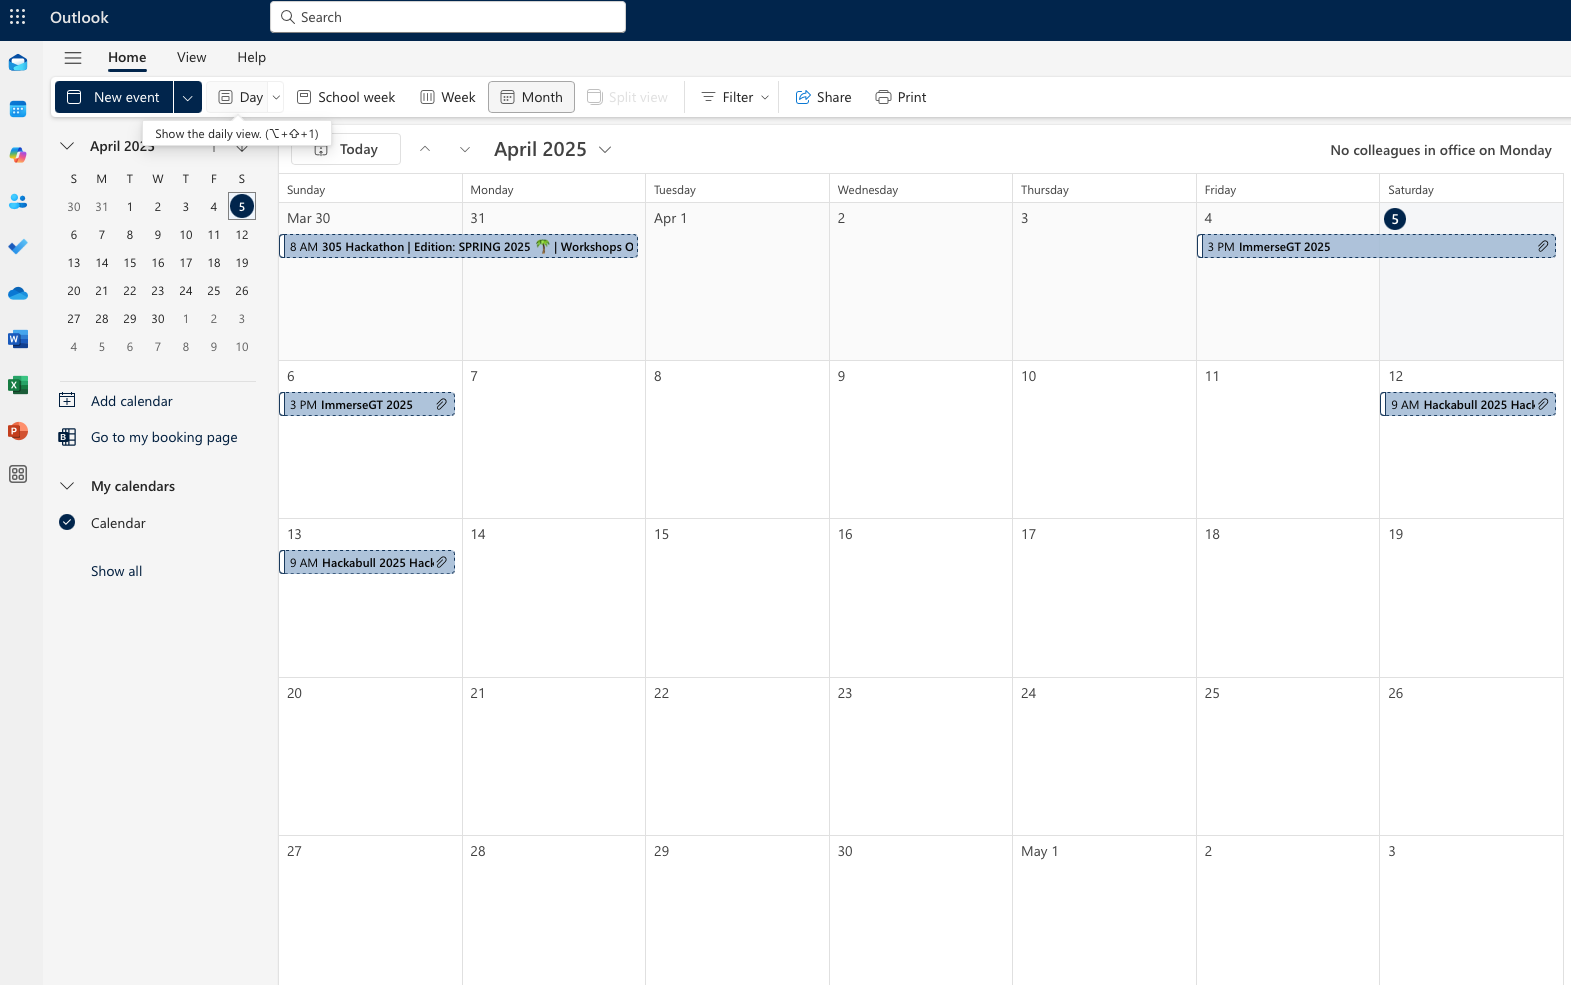 Outlook
Search
Home View Help
New event Day School week Week Month Split view Filter Share Print
Show the daily view. (⌥+⇧+1)
April 2025
S M T W T F S
30 31 1 2 3 4 5
6 7 8 9 10 11 12
13 14 15 16 17 18 19
20 21 22 23 24 25 26
27 28 29 30 1 2 3
4 5 6 7 8 9 10
Add calendar
Go to my booking page
My calendars
Calendar
Show all
Today April 2025 No colleagues in office on Monday
Sunday Monday Tuesday Wednesday Thursday Friday Saturday
Mar 30 31 Apr 1 2 3 4 5
8 AM 305 Hackathon | Edition: SPRING 2025 🌴 | Workshops O 3 PM ImmerseGT 2025
6 7 8 9 10 11 12
3 PM ImmerseGT 2025 9 AM Hackabull 2025 Hack
13 14 15 16 17 18 19
9 AM Hackabull 2025 Hack
20 21 22 23 24 25 26
27 28 29 30 May 1 2 3